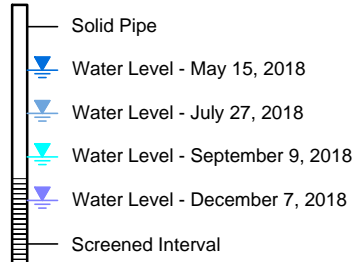 Solid Pipe
Water Level - May 15, 2018
Water Level - July 27, 2018
Water Level - September 9, 2018
Water Level - December 7, 2018
Screened Interval